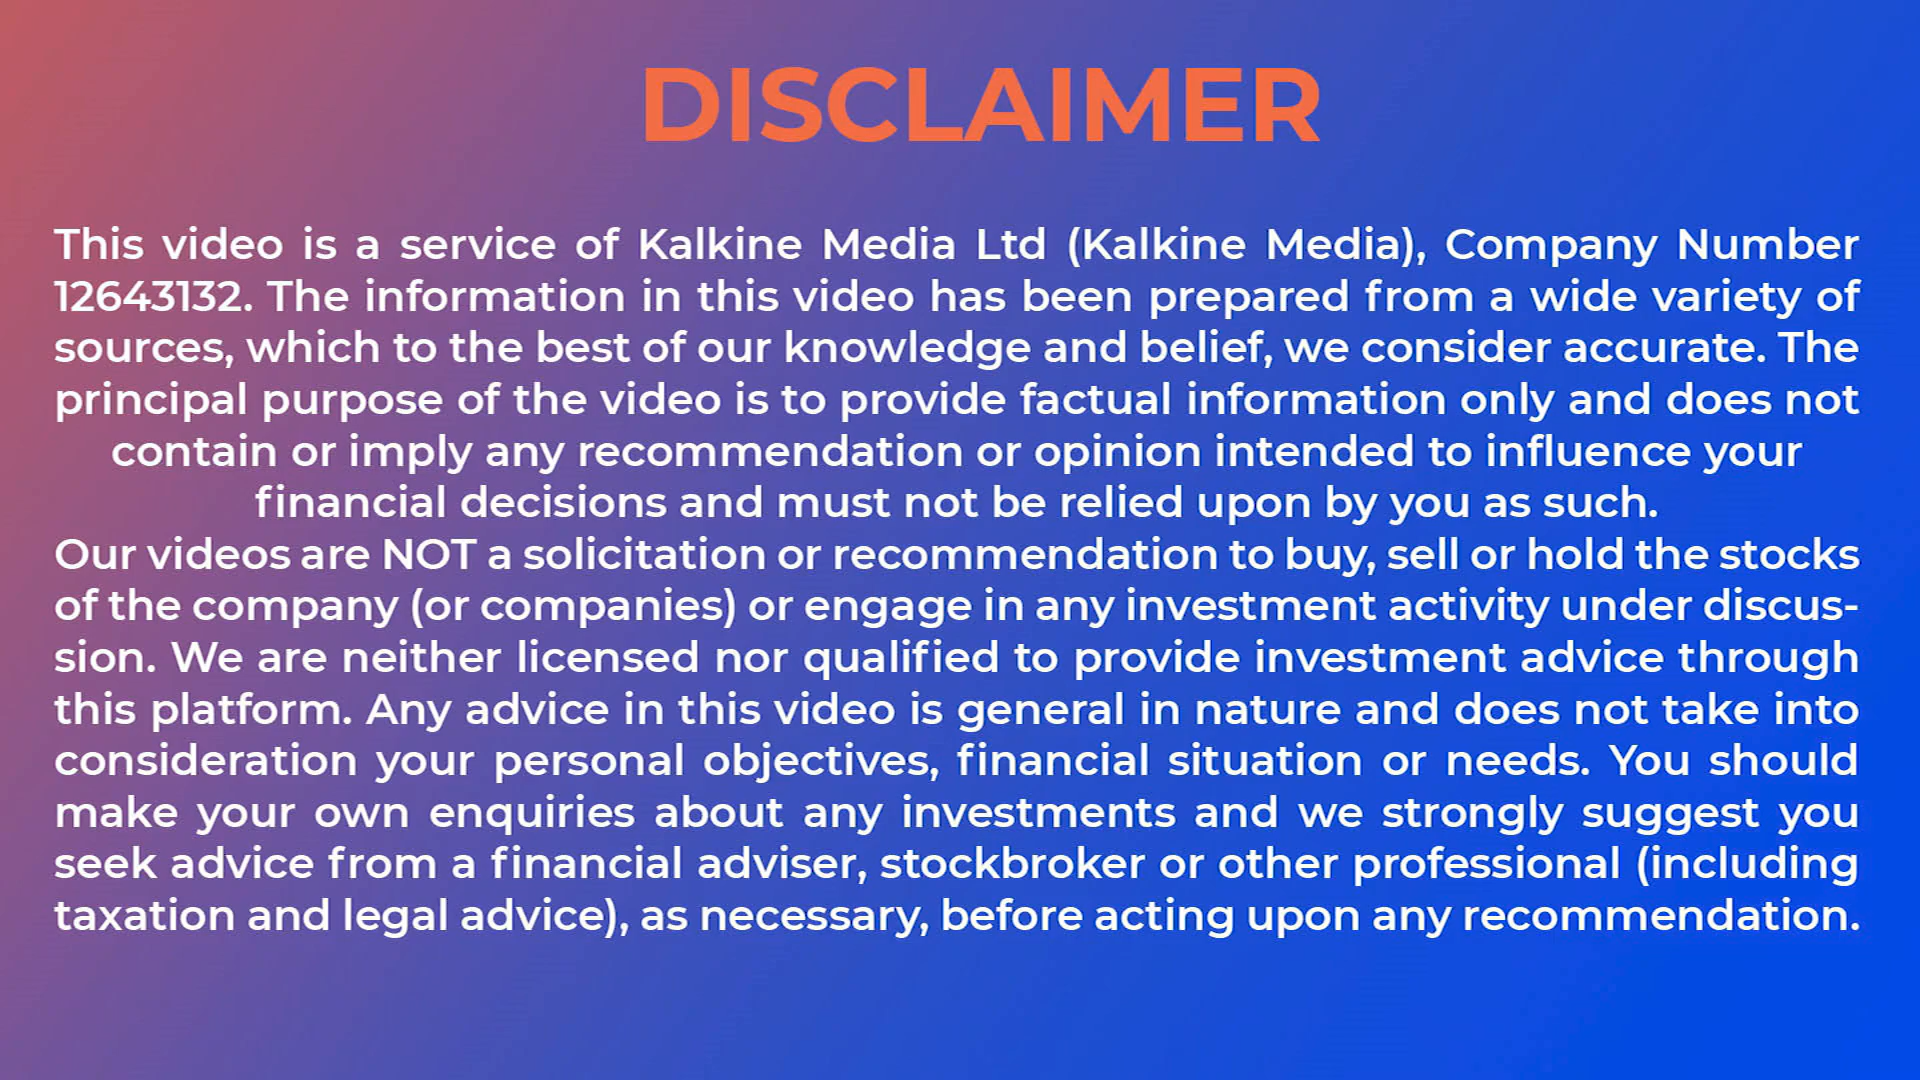 DISCLAIMER
This video is a service of Kalkine Media Ltd (Kalkine Media), Company Number
12643132. The information in this video has been prepared from a wide variety of
sources, which to the best of our knowledge and belief, we consider accurate. The
principal purpose of the video is to provide factual information only and does not
contain or imply any recommendation or opinion intended to influence your
financial decisions and must not be relied upon by you as such.
Our videos are NOT a solicitation or recommendation to buy, sell or hold the stocks
of the company (or companies) or engage in any investment activity under discus-
sion. We are neither licensed nor qualified to provide investment advice through
this platform. Any advice in this video is general in nature and does not take into
consideration your personal objectives, financial situation or needs. You should
make your own enquiries about any investments and we strongly suggest you
seek advice from a financial adviser, stockbroker or other professional (including
taxation and legal advice), as necessary, before acting upon any recommendation.